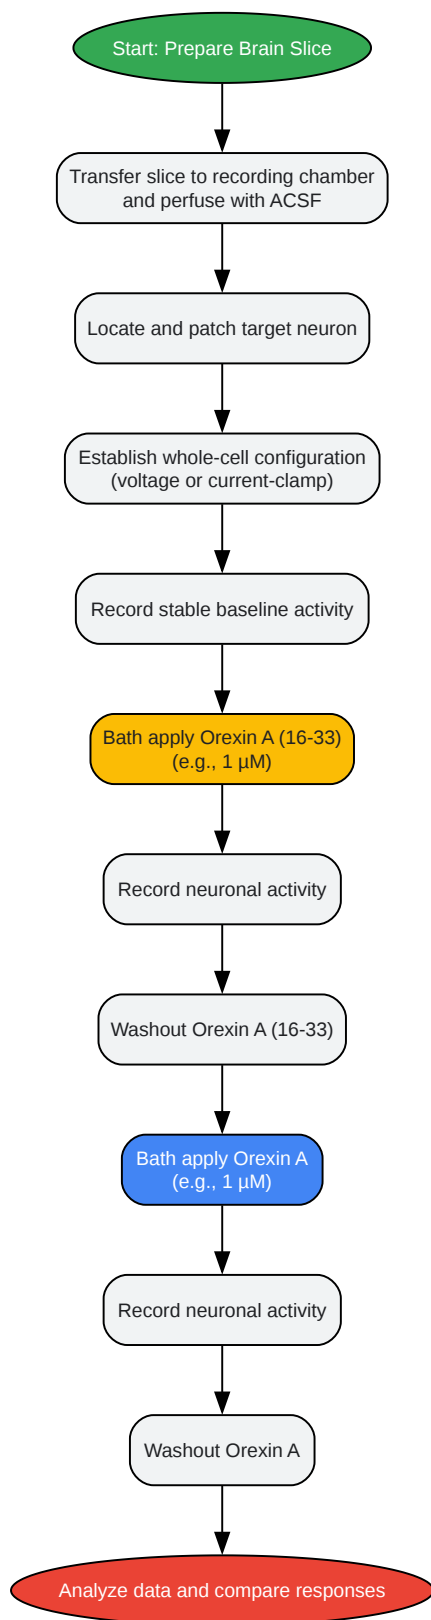 Start: Prepare Brain Slice
Transfer slice to recording chamber
and perfuse with ACSF
Locate and patch target neuron
Establish whole-cell configuration
(voltage or current-clamp)
Record stable baseline activity
Bath apply Orexin A (16-33)
(e.g., 1 µM)
Record neuronal activity
Washout Orexin A (16-33)
Bath apply Orexin A
(e.g., 1 µM)
Record neuronal activity
Washout Orexin A
Analyze data and compare responses